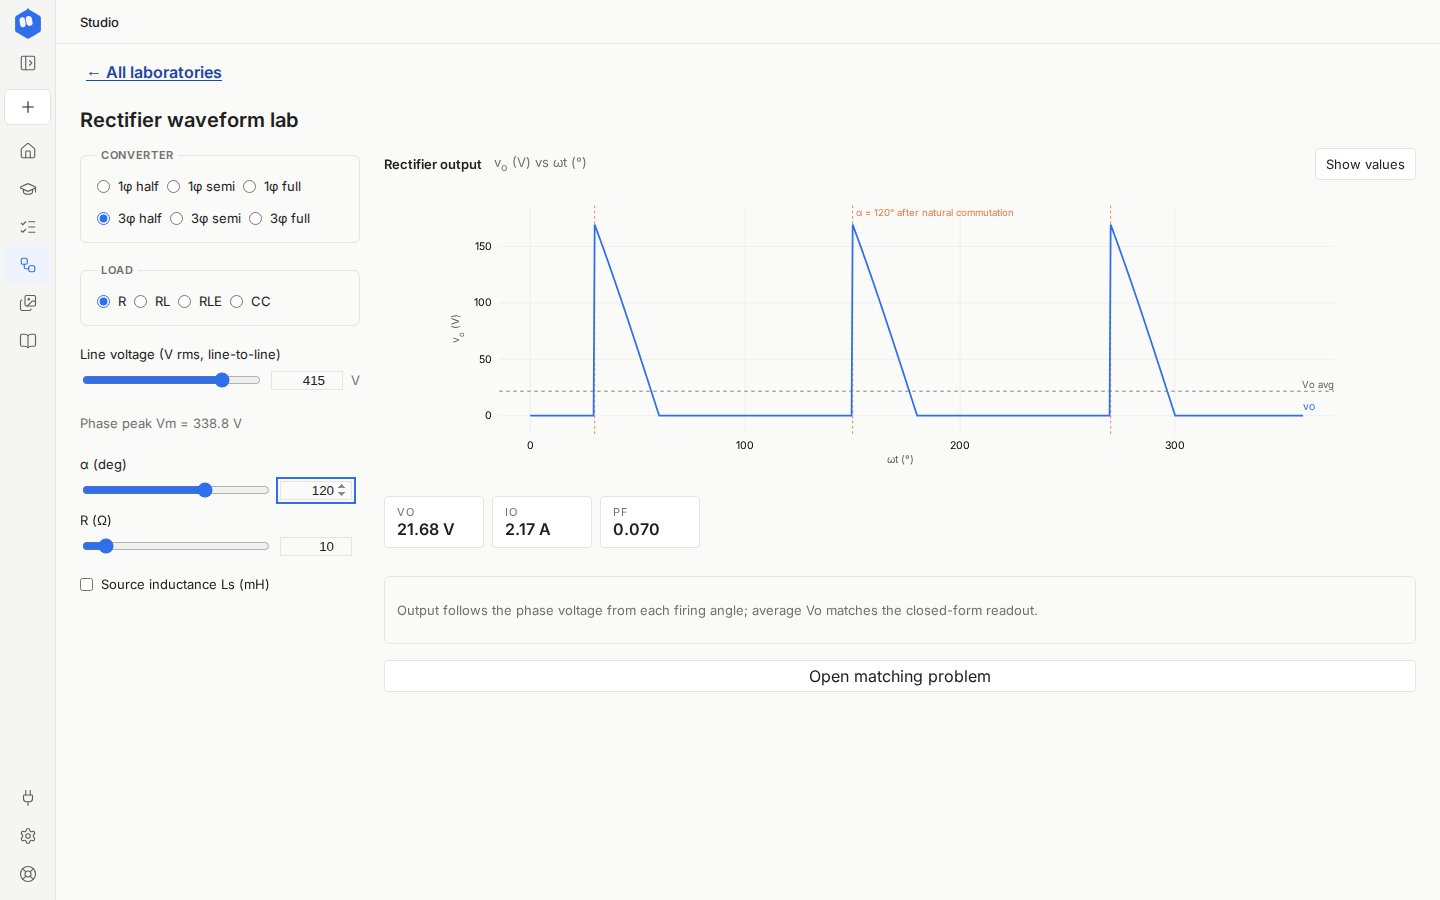 Studio
← All laboratories
Rectifier waveform lab
CONVERTER
1φ half 1φ semi 1φ full
3φ half 3φ semi 3φ full
LOAD
R RL RLE CC
Line voltage (V rms, line-to-line)
415 V
Phase peak Vm = 338.8 V
α (deg)
120
R (Ω)
10
Source inductance Ls (mH)
Rectifier output vo (V) vs ωt (°)
Show values
α = 120° after natural commutation
150
100
50
0
vo (V)
Vo avg
vo
0 100 200 300
ωt (°)
VO
21.68 V
IO
2.17 A
PF
0.070
Output follows the phase voltage from each firing angle; average Vo matches the closed-form readout.
Open matching problem